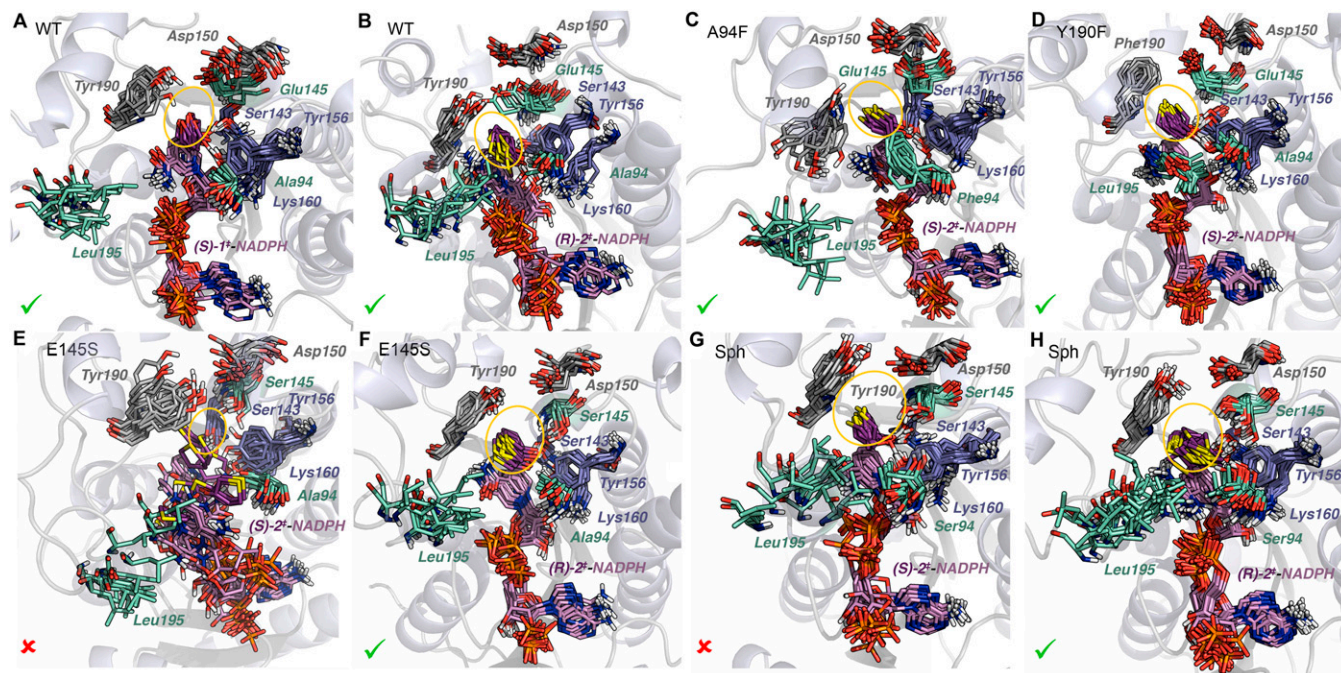 A WT
Asp150
Tyr190
Glu145
Ser143
Tyr156
Ala94
Lys160
Leu195
(S)-1‡-NADPH
B WT
Asp150
Tyr190
Glu145
Ser143
Tyr156
Ala94
Lys160
Leu195
(R)-2‡-NADPH
C A94F
Asp150
Glu145
Tyr156
Ser143
Tyr190
Lys160
Phe94
Leu195
(S)-2‡-NADPH
D Y190F
Asp150
Phe190
Glu145
Ser143
Tyr156
Ala94
Leu195
Lys160
(S)-2‡-NADPH
E E145S
Asp150
Tyr190
Ser145
Tyr156
Ser143
Lys160
Ala94
(S)-2‡-NADPH
Leu195
F E145S
Tyr190
Asp150
Ser145
Ser143
Tyr156
Lys160
Leu195
Ala94
(R)-2‡-NADPH
G Sph
Asp150
Tyr190
Ser145
Ser143
Tyr156
Lys160
Ser94
Leu195
(S)-2‡-NADPH
H Sph
Asp150
Tyr190
Ser145
Ser143
Tyr156
Lys160
Leu195
Ser94
(R)-2‡-NADPH